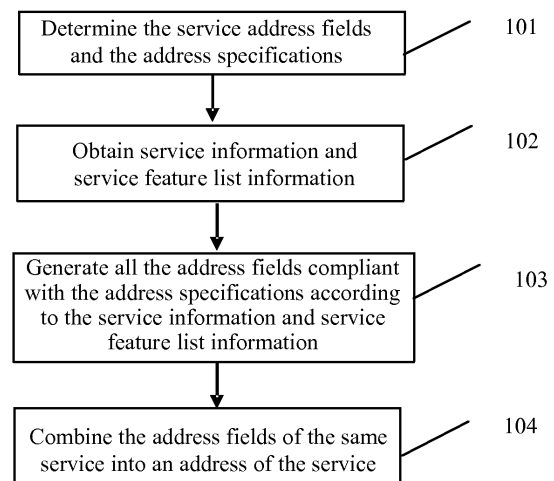 Determine the service address fields
and the address specifications
101
Obtain service information and
service feature list information
102
Generate all the address fields compliant
with the address specifications according
to the service information and service
feature list information
103
Combine the address fields of the same
service into an address of the service
104